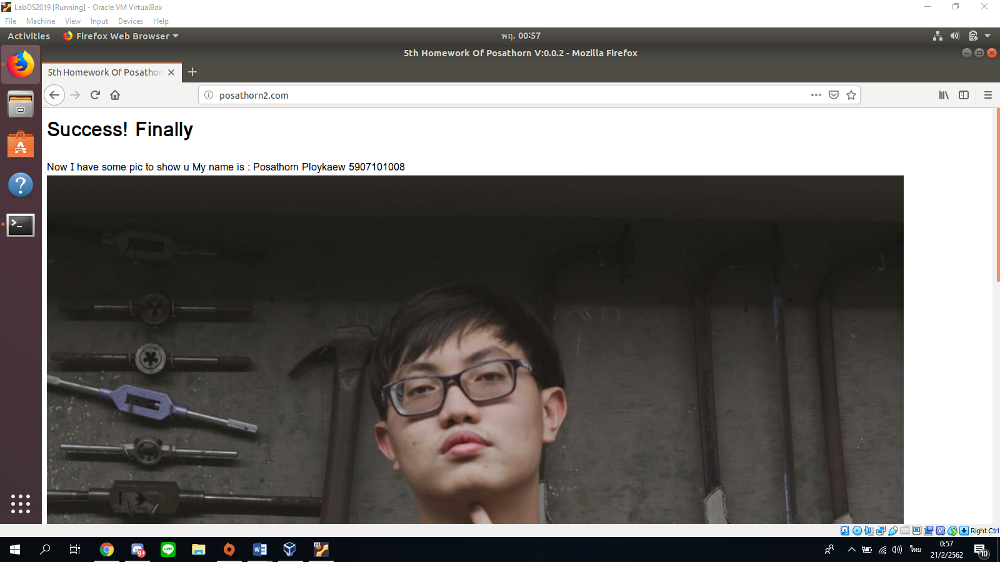 LabOS2019 [Running] - Oracle VM VirtualBox
File Machine View Input Devices Help
Activities Firefox Web Browser พฤ. 00:57
5th Homework Of Posathorn V:0.0.2 - Mozilla Firefox
5th Homework Of Posathorn
posathorn2.com
Success! Finally
Now I have some pic to show u My name is : Posathorn Ploykaew 5907101008
Right Ctrl
9+
64
ไทย
0:57
21/2/2562
10